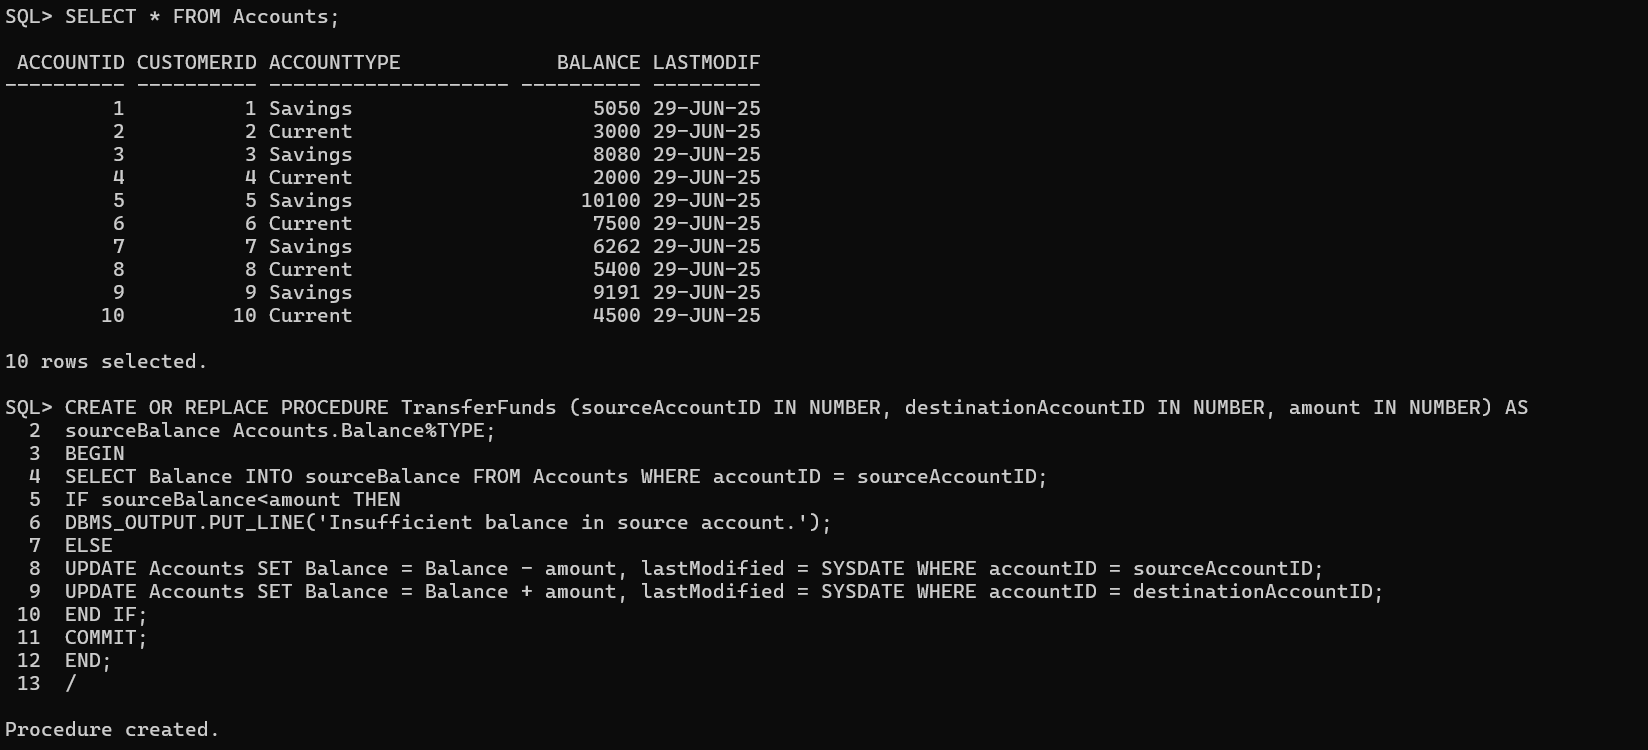 SQL> SELECT * FROM Accounts;

 ACCOUNTID CUSTOMERID ACCOUNTTYPE             BALANCE LASTMODIF
---------- ---------- -------------------- ---------- ---------
         1          1 Savings                    5050 29-JUN-25
         2          2 Current                    3000 29-JUN-25
         3          3 Savings                    8080 29-JUN-25
         4          4 Current                    2000 29-JUN-25
         5          5 Savings                   10100 29-JUN-25
         6          6 Current                    7500 29-JUN-25
         7          7 Savings                    6262 29-JUN-25
         8          8 Current                    5400 29-JUN-25
         9          9 Savings                    9191 29-JUN-25
        10         10 Current                    4500 29-JUN-25

10 rows selected.

SQL> CREATE OR REPLACE PROCEDURE TransferFunds (sourceAccountID IN NUMBER, destinationAccountID IN NUMBER, amount IN NUMBER) AS
  2  sourceBalance Accounts.Balance%TYPE;
  3  BEGIN
  4  SELECT Balance INTO sourceBalance FROM Accounts WHERE accountID = sourceAccountID;
  5  IF sourceBalance<amount THEN
  6  DBMS_OUTPUT.PUT_LINE('Insufficient balance in source account.');
  7  ELSE
  8  UPDATE Accounts SET Balance = Balance - amount, lastModified = SYSDATE WHERE accountID = sourceAccountID;
  9  UPDATE Accounts SET Balance = Balance + amount, lastModified = SYSDATE WHERE accountID = destinationAccountID;
 10  END IF;
 11  COMMIT;
 12  END;
 13  /

Procedure created.